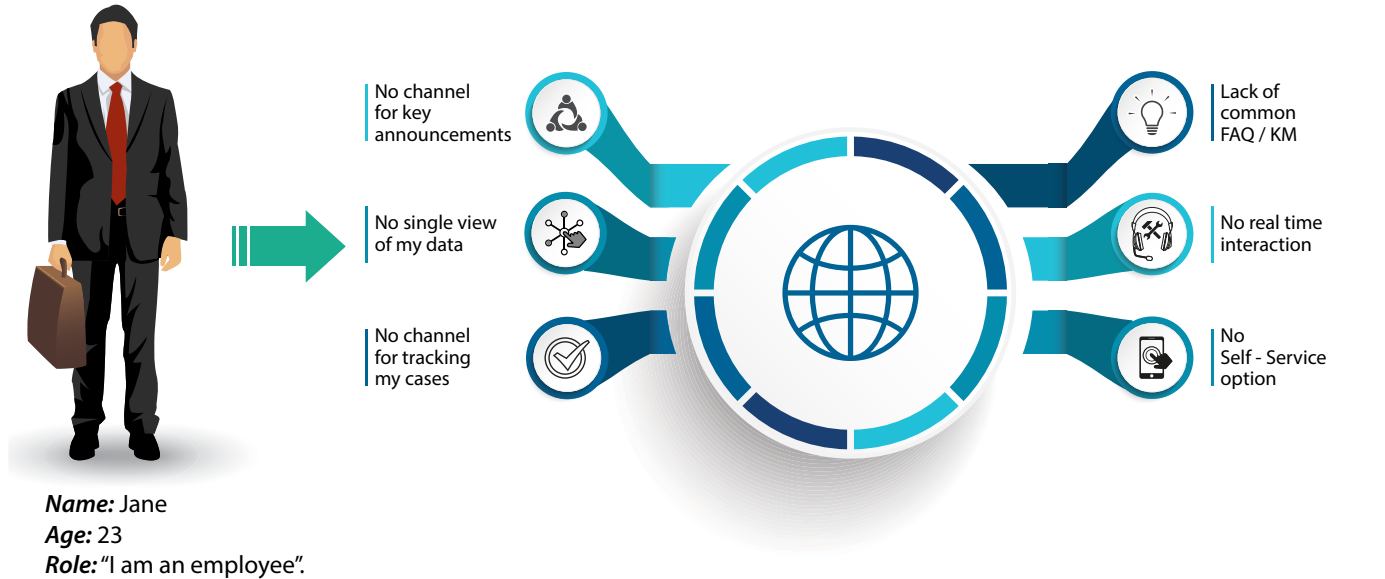 No channel
for key
announcements
No single view
of my data
No channel
for tracking
my cases
Lack of
common
FAQ / KM
No real time
interaction
No
Self - Service
option
Name: Jane
Age: 23
Role: “I am an employee”.